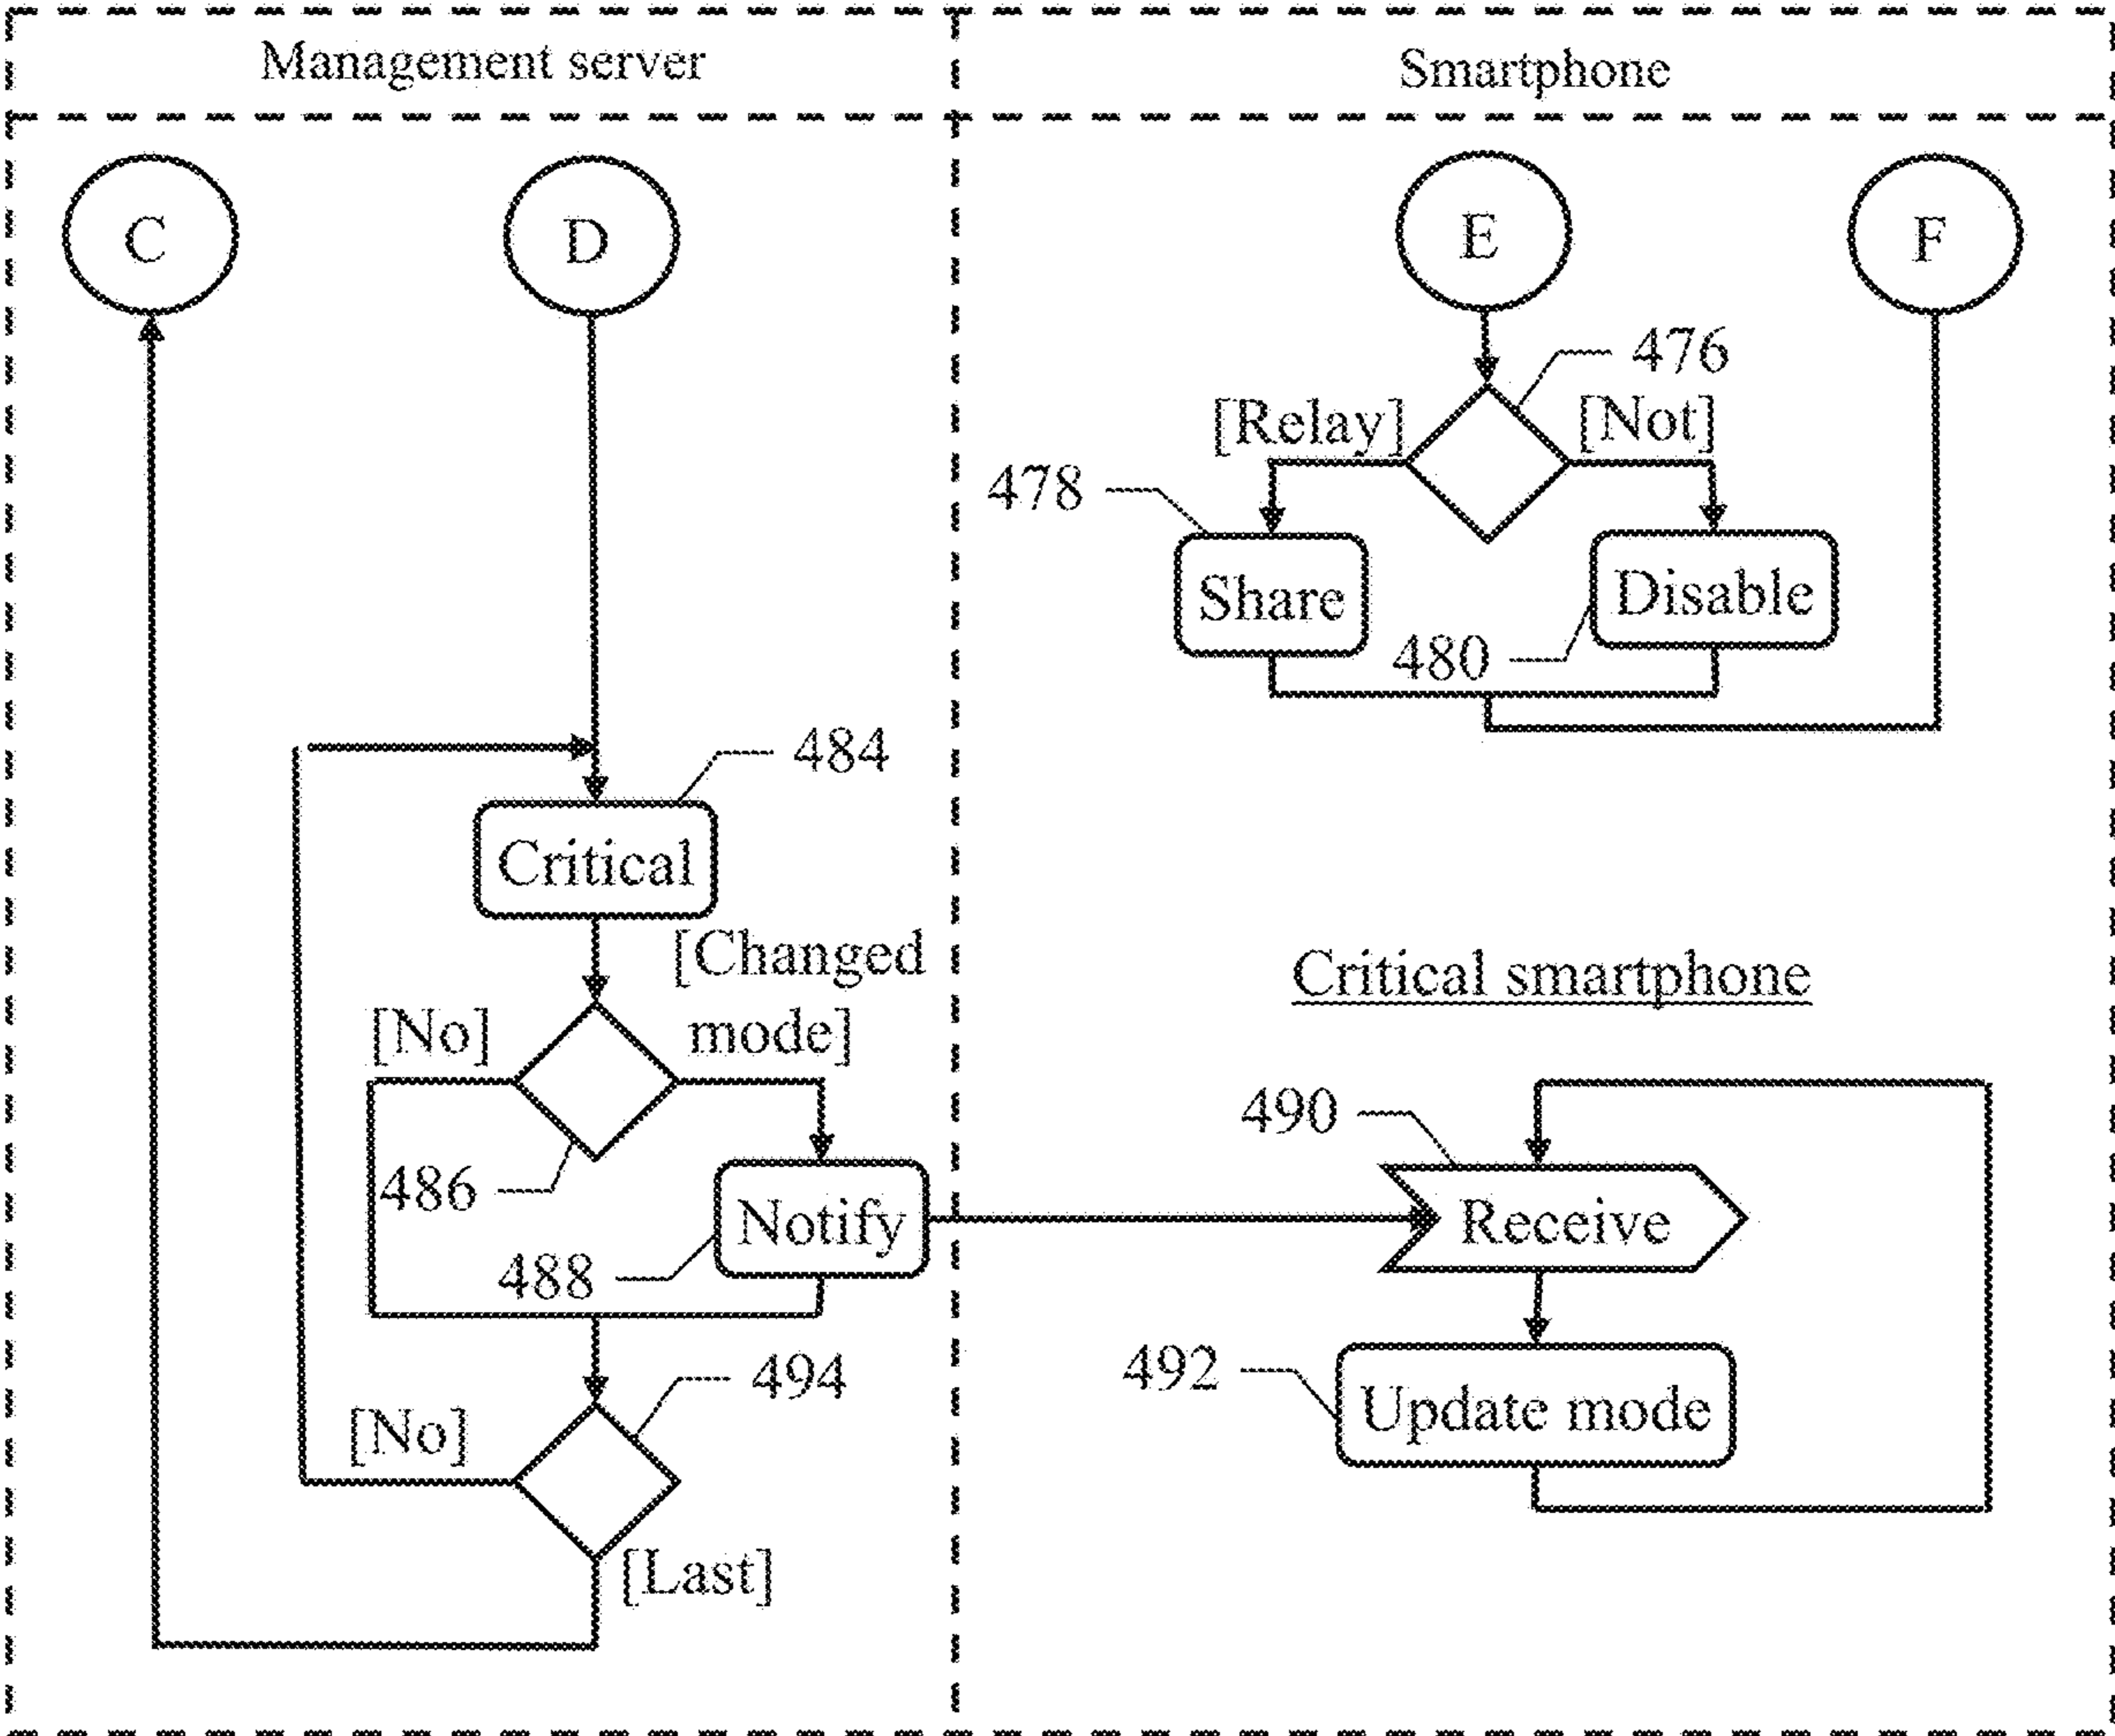 Management server
Smartphone
C
D
E
F
476
[Relay]
[Not]
478
Share
Disable
480
484
Critical
[Changed
mode]
[No]
486
Notify
488
494
[No]
[Last]
Critical smartphone
490
Receive
492
Update mode